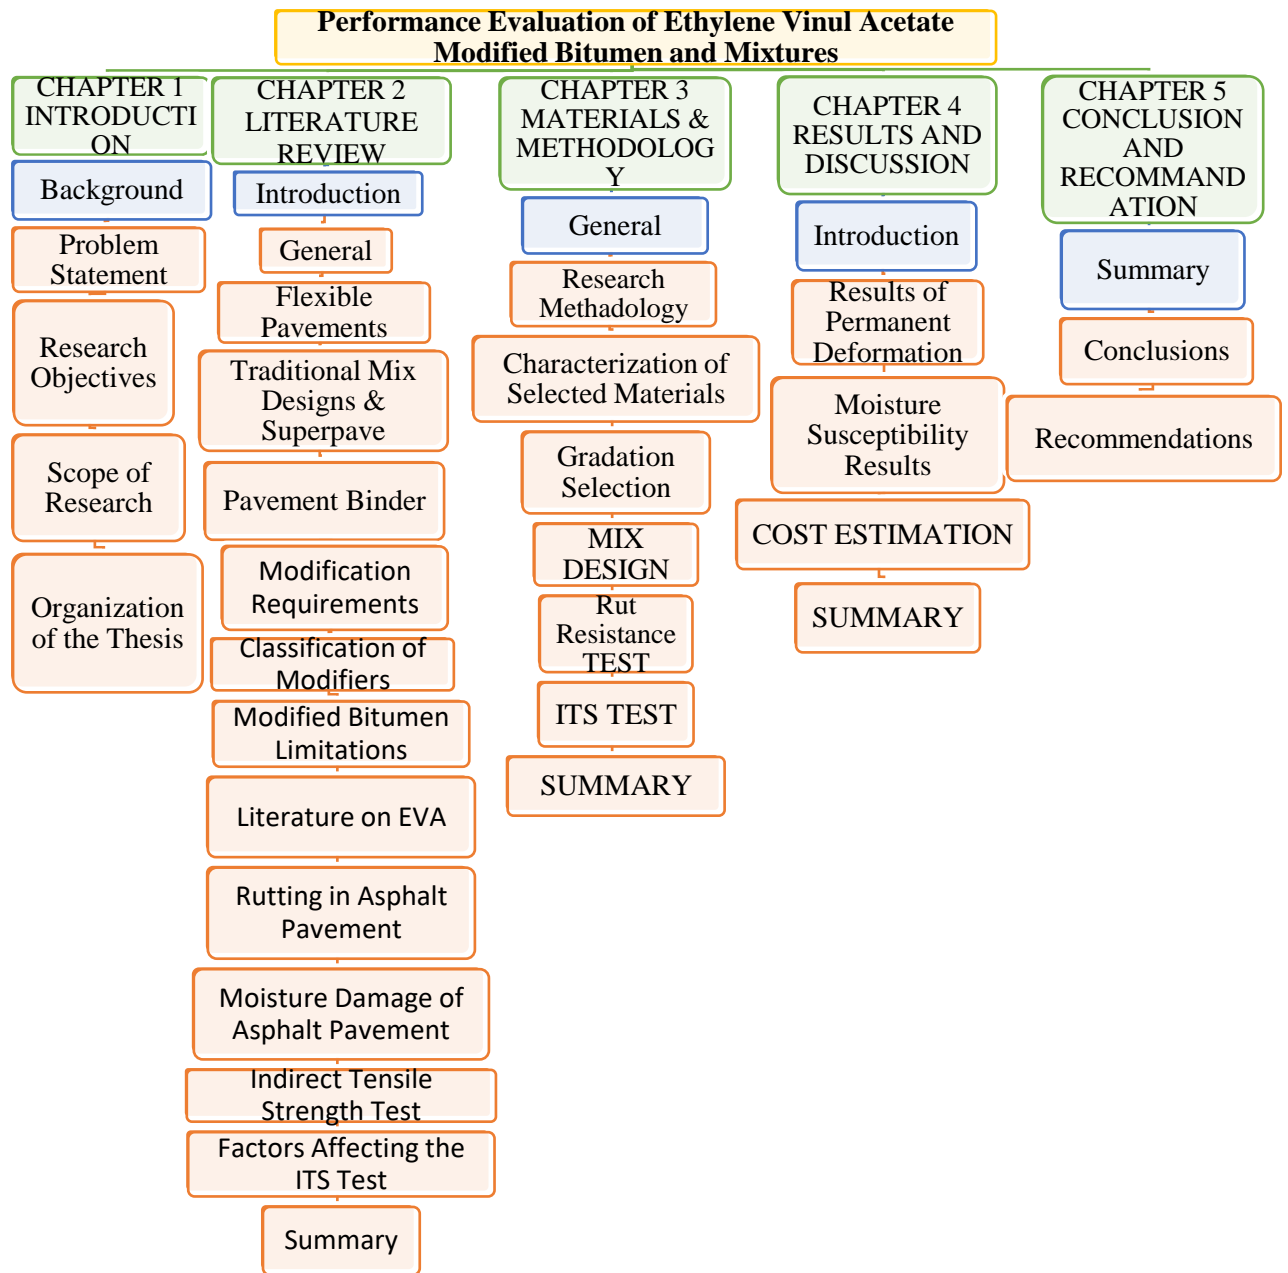 Performance Evaluation of Ethylene Vinul Acetate
Modified Bitumen and Mixtures
CHAPTER 1
INTRODUCTI
ON
Background
Problem
Statement
Research
Objectives
Scope of
Research
Organization
of the Thesis
CHAPTER 2
LITERATURE
REVIEW
Introduction
General
Flexible
Pavements
Traditional Mix
Designs &
Superpave
Pavement Binder
Modification
Requirements
Classification of
Modifiers
Modified Bitumen
Limitations
Literature on EVA
Rutting in Asphalt
Pavement
Moisture Damage of
Asphalt Pavement
Indirect Tensile
Strength Test
Factors Affecting the
ITS Test
Summary
CHAPTER 3
MATERIALS &
METHODOLOG
Y
General
Research
Methadology
Characterization of
Selected Materials
Gradation
Selection
MIX
DESIGN
Rut
Resistance
TEST
ITS TEST
SUMMARY
CHAPTER 4
RESULTS AND
DISCUSSION
Introduction
Results of
Permanent
Deformation
Moisture
Susceptibility
Results
COST ESTIMATION
SUMMARY
CHAPTER 5
CONCLUSION
AND
RECOMMAND
ATION
Summary
Conclusions
Recommendations